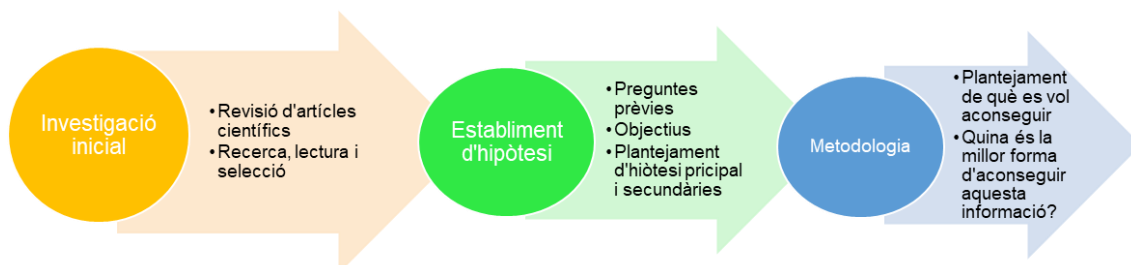 Investigació
inicial
•Revisió d'artícles
científics
•Recerca, lectura i
selecció
Establiment
d'hipòtesi
•Preguntes
prèvies
•Objectius
•Plantejament
d'hiòtesi pricipal
i secundàries
Metodologia
•Plantejament
de què es vol
aconseguir
•Quina és la
millor forma
d'aconseguir
aquesta
informació?